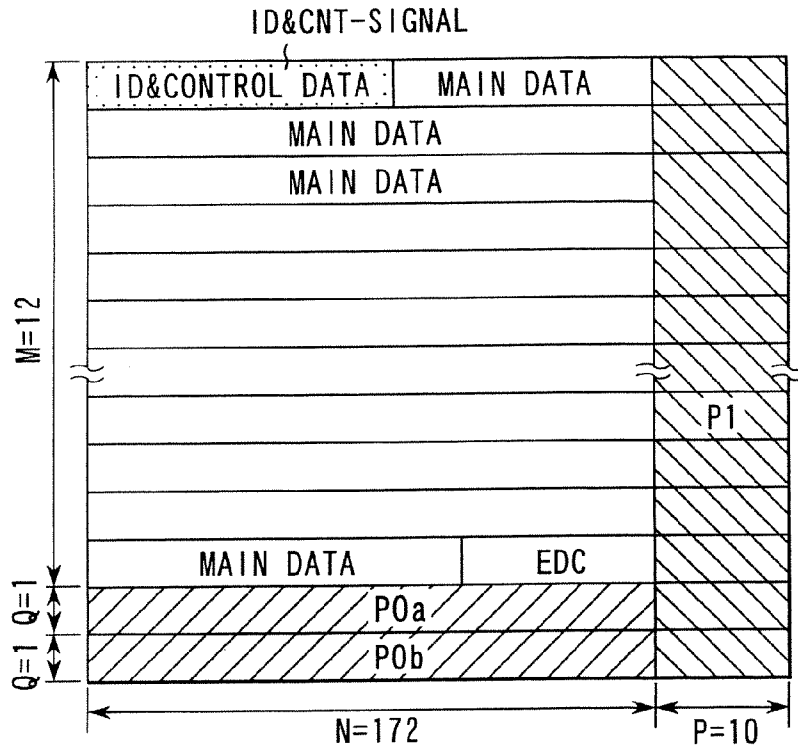 ID&CNT-SIGNAL
ID&CONTROL DATA
MAIN DATA
MAIN DATA
MAIN DATA
M=12
P1
MAIN DATA
EDC
Q=1
POa
Q=1
POb
N=172
P=10